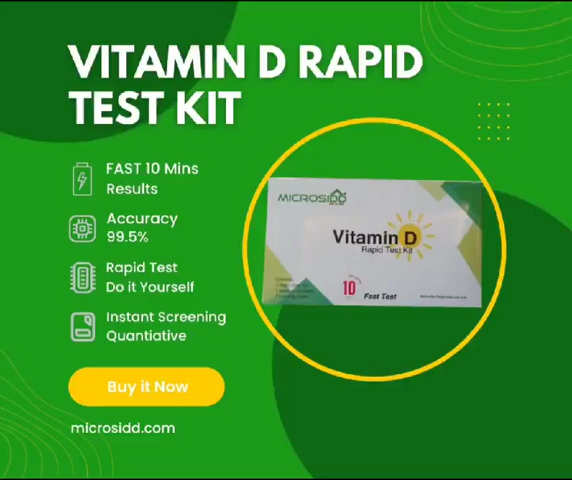 VITAMIN D RAPID
TEST KIT
FAST 10 Mins
Results
Accuracy
99.5%
Rapid Test
Do it Yourself
Instant Screening
Quantiative
Buy it Now
microsidd.com
MICROSIDD
Vitamin D
Rapid Test Kit
10
Fast Test